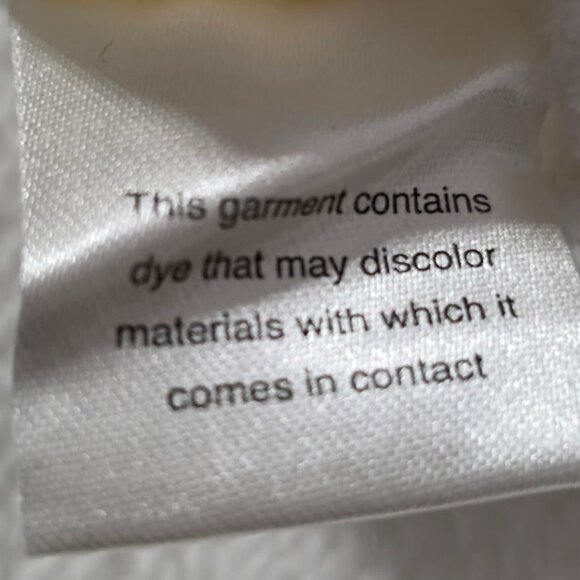 This garment contains
dye that may discolor
materials with which it
comes in contact